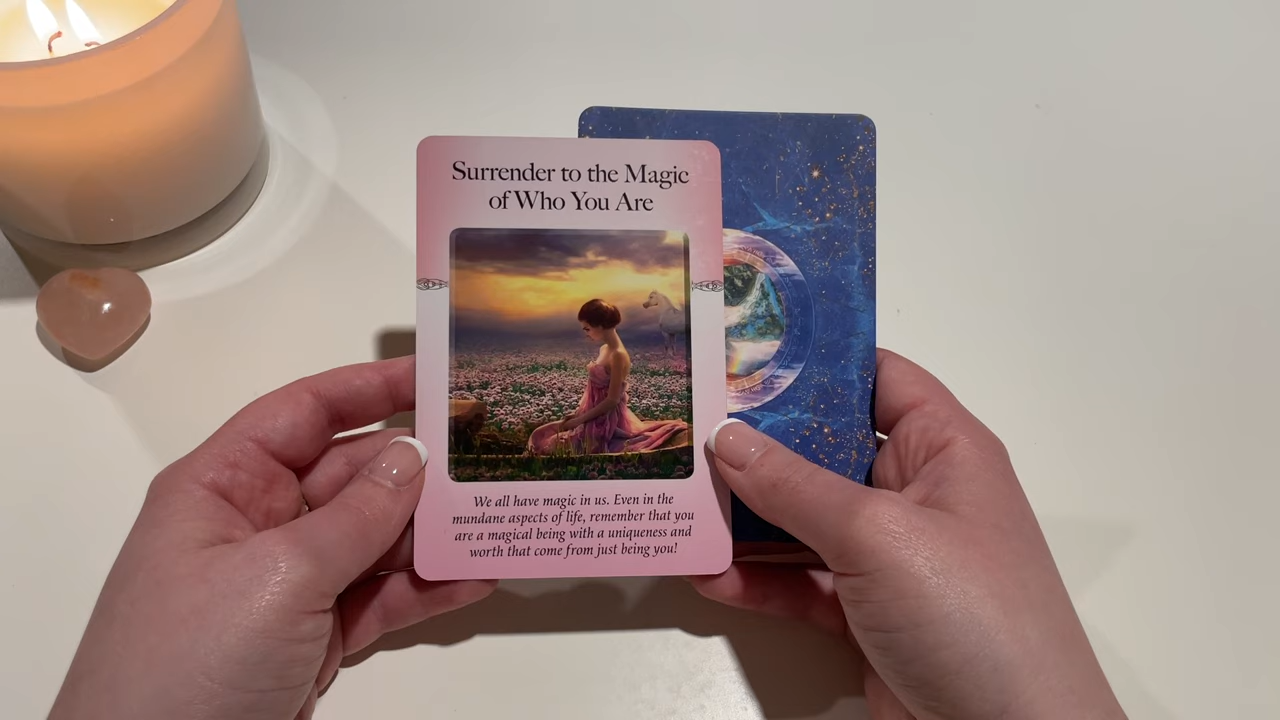 Surrender to the Magic
of Who You Are
We all have magic in us. Even in the
mundane aspects of life, remember that you
are a magical being with a uniqueness and
worth that come from just being you!